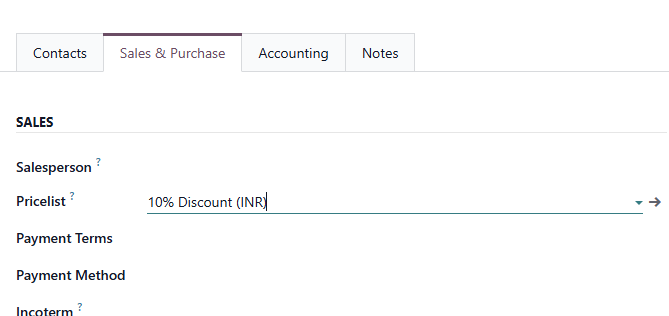 Contacts Sales & Purchase Accounting Notes
SALES
Salesperson ?
Pricelist ? 10% Discount (INR)
Payment Terms
Payment Method
Incoterm ?